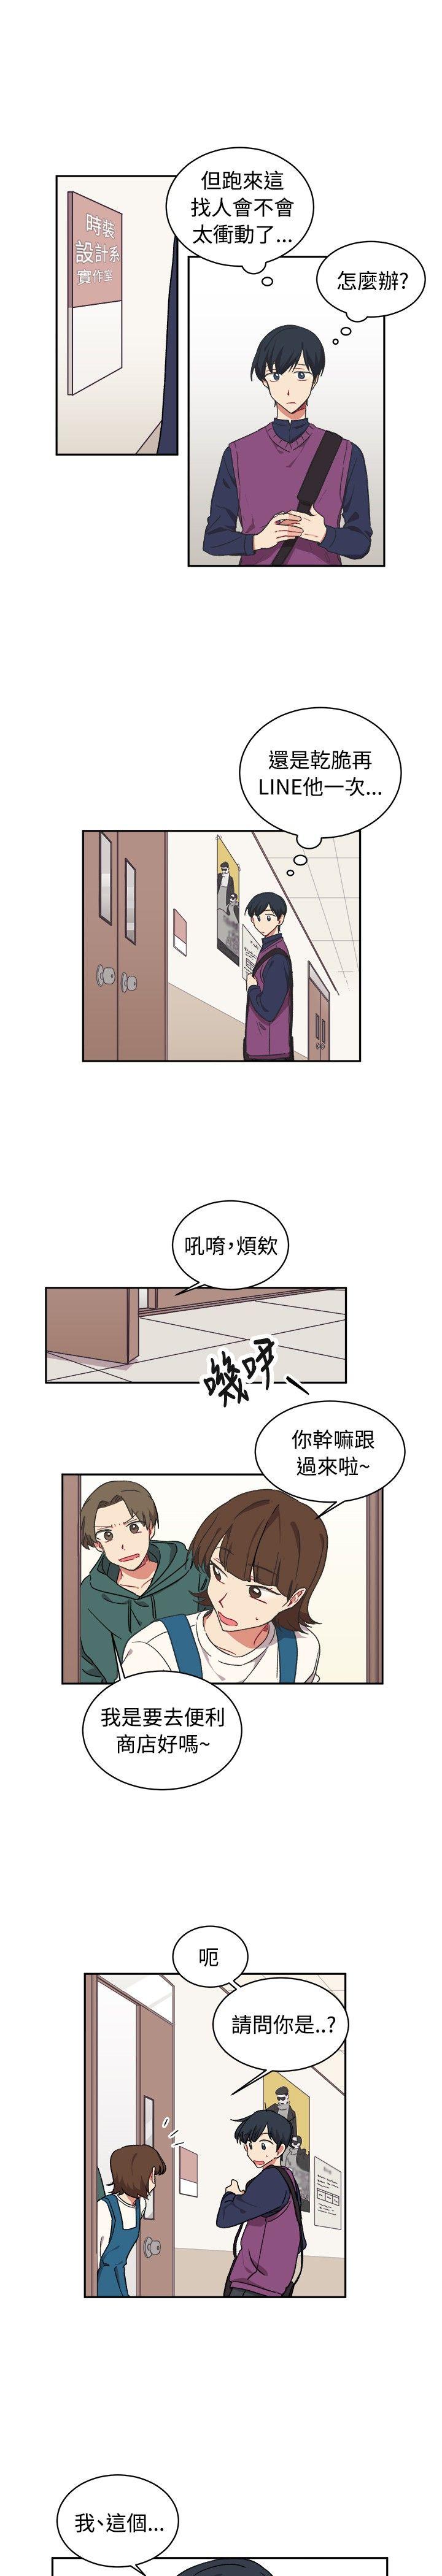 時裝
設計系
實作室
但跑來這
找人會不會
太衝動了...
怎麼辦?
還是乾脆再
LINE他一次...
吼唷，煩欸
嘰咿
你幹嘛跟
過來啦~
我是要去便利
商店好嗎~
呃
請問你是..?
我、這個...